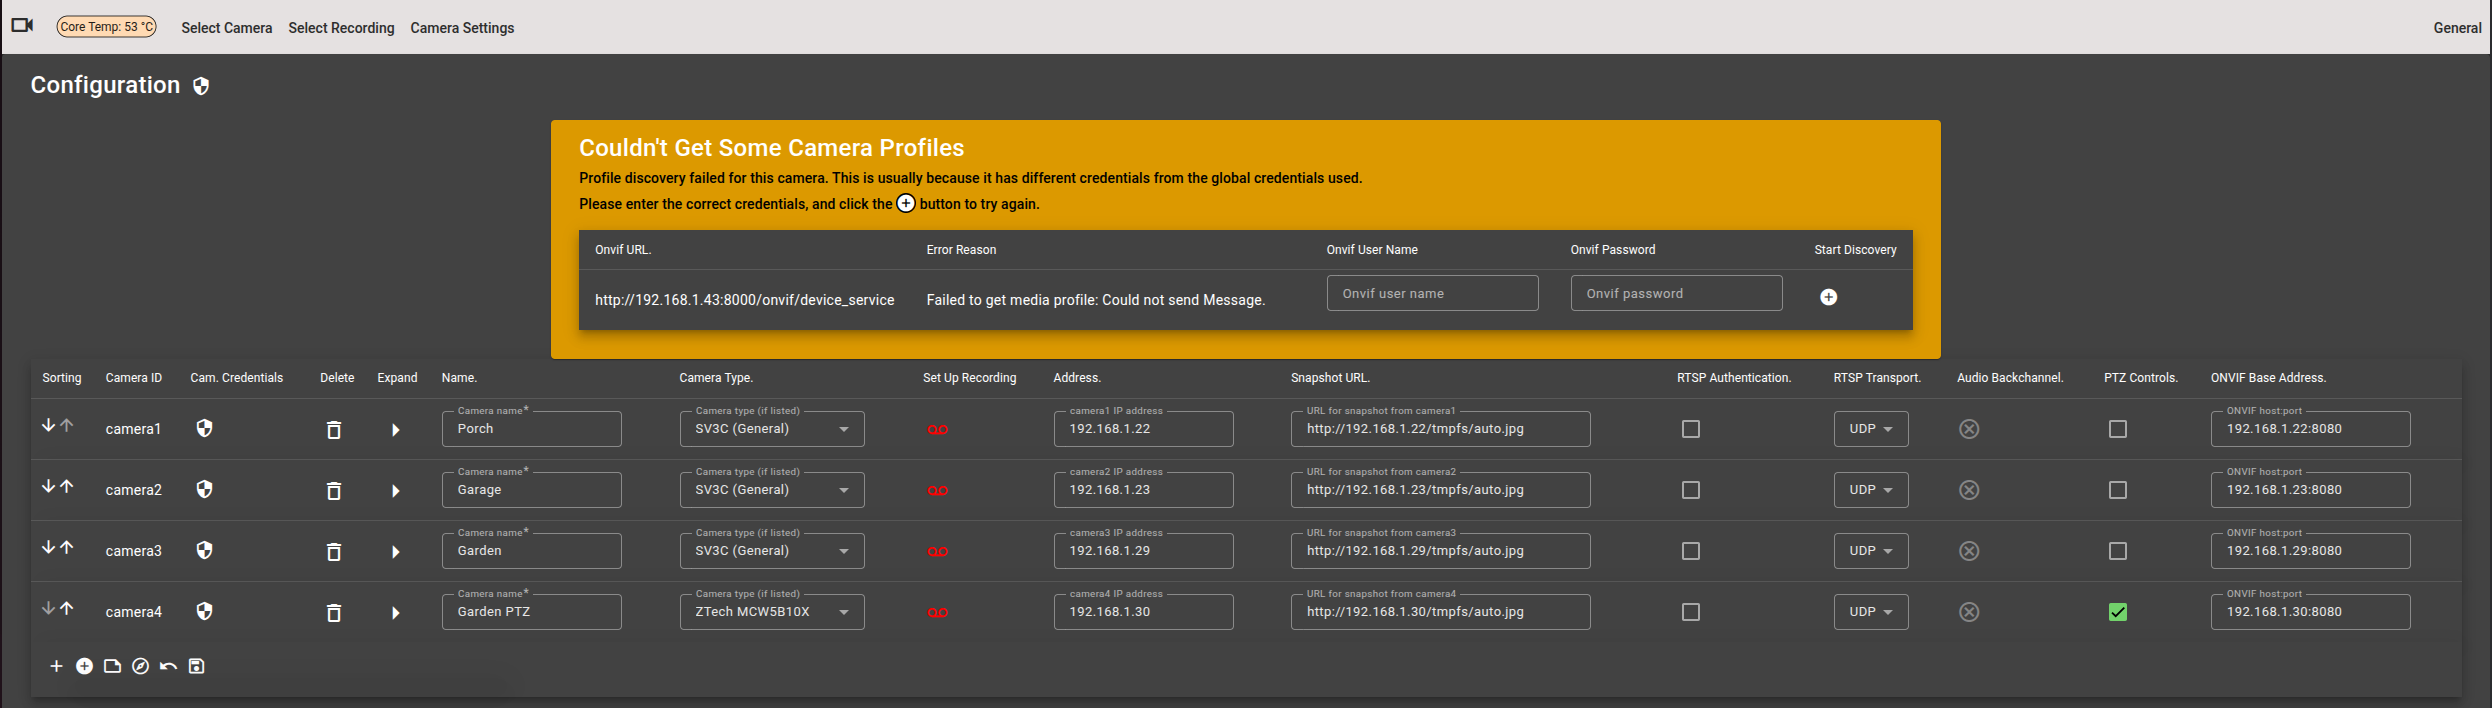 Core Temp: 53 °C Select Camera Select Recording Camera Settings General
Configuration
Couldn't Get Some Camera Profiles
Profile discovery failed for this camera. This is usually because it has different credentials from the global credentials used.
Please enter the correct credentials, and click the button to try again.
Onvif URL. Error Reason Onvif User Name Onvif Password Start Discovery
http://192.168.1.43:8000/onvif/device_service Failed to get media profile: Could not send Message. Onvif user name Onvif password
Sorting Camera ID Cam. Credentials Delete Expand Name. Camera Type. Set Up Recording Address. Snapshot URL. RTSP Authentication. RTSP Transport. Audio Backchannel. PTZ Controls. ONVIF Base Address.
Camera name* Camera type (if listed) camera1 IP address URL for snapshot from camera1 ONVIF host:port
camera1 Porch SV3C (General) 192.168.1.22 http://192.168.1.22/tmpfs/auto.jpg UDP 192.168.1.22:8080
Camera name* Camera type (if listed) camera2 IP address URL for snapshot from camera2 ONVIF host:port
camera2 Garage SV3C (General) 192.168.1.23 http://192.168.1.23/tmpfs/auto.jpg UDP 192.168.1.23:8080
Camera name* Camera type (if listed) camera3 IP address URL for snapshot from camera3 ONVIF host:port
camera3 Garden SV3C (General) 192.168.1.29 http://192.168.1.29/tmpfs/auto.jpg UDP 192.168.1.29:8080
Camera name* Camera type (if listed) camera4 IP address URL for snapshot from camera4 ONVIF host:port
camera4 Garden PTZ ZTech MCW5B10X 192.168.1.30 http://192.168.1.30/tmpfs/auto.jpg UDP 192.168.1.30:8080